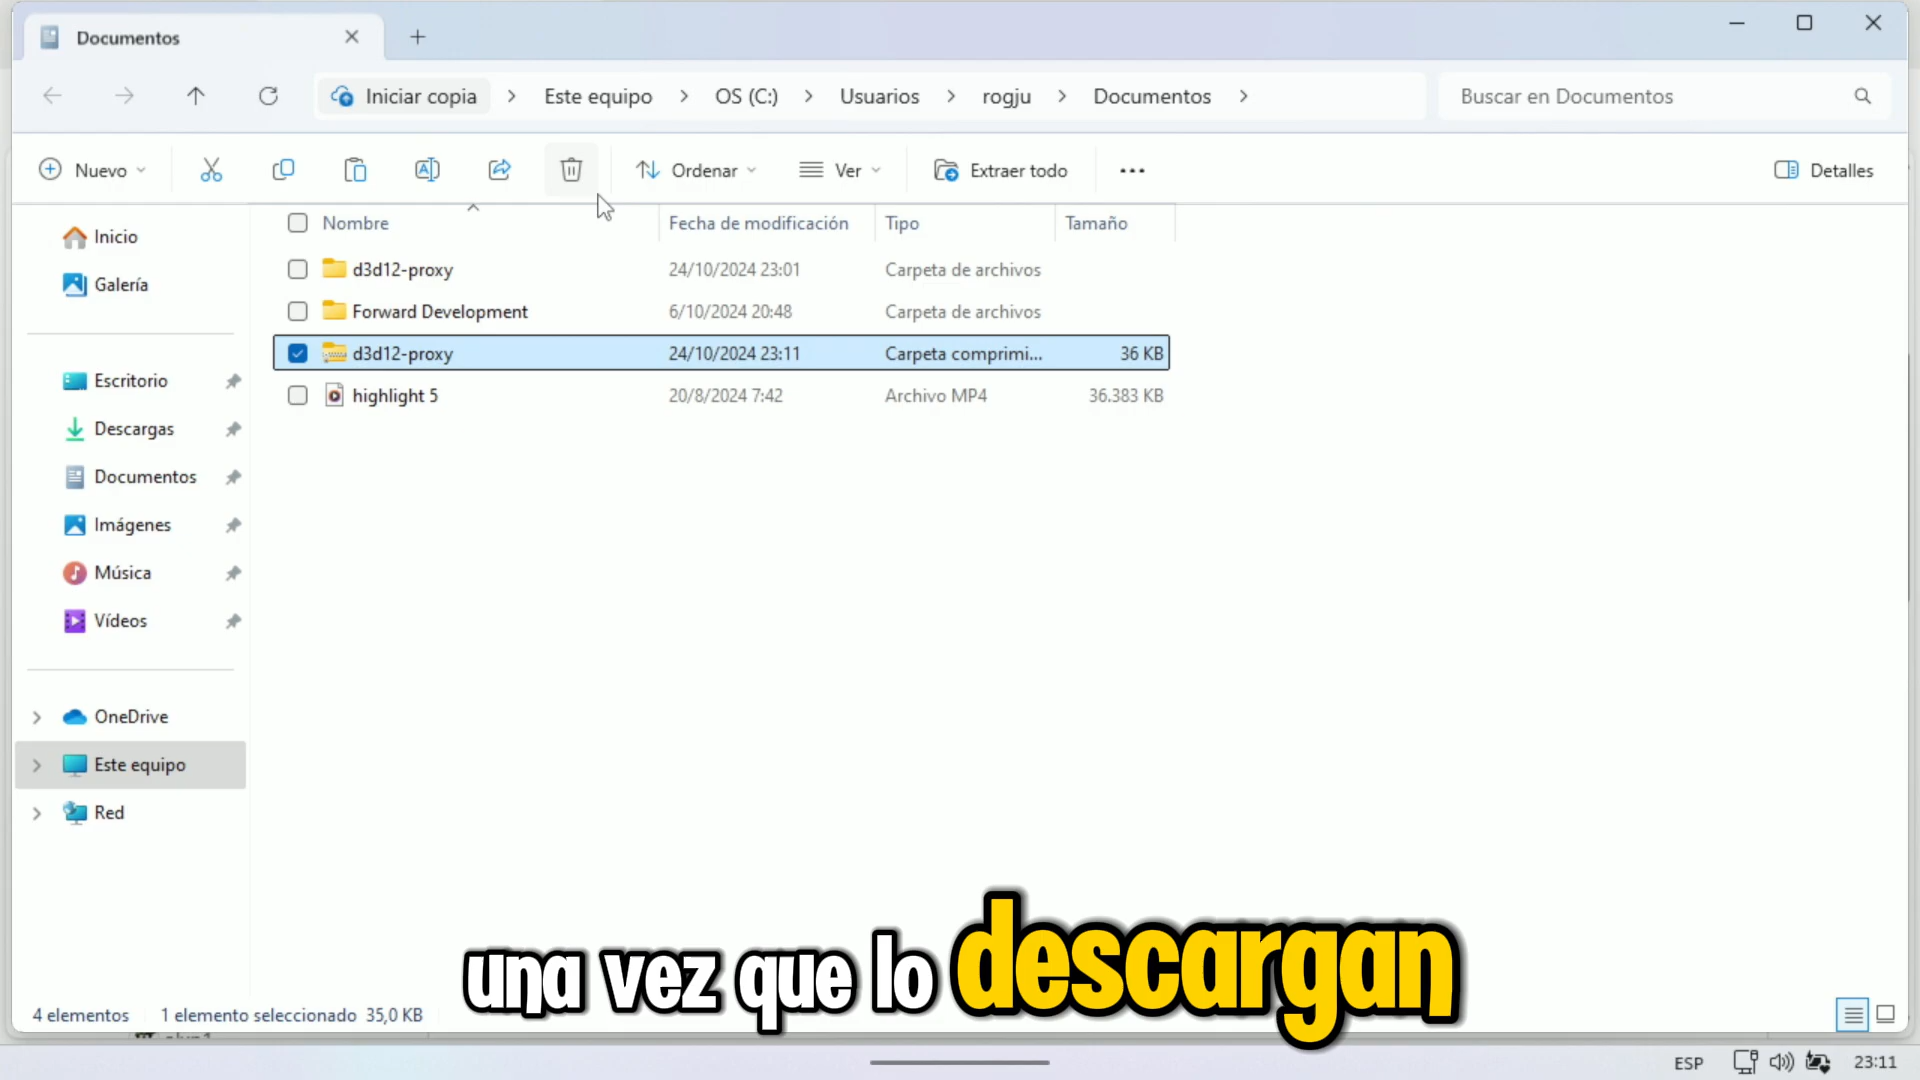 Documentos
Iniciar copia > Este equipo > OS (C:) > Usuarios > rogju > Documentos >
Buscar en Documentos
Nuevo
Ordenar
Ver
Extraer todo
Detalles
Nombre
Fecha de modificación
Tipo
Tamaño
d3d12-proxy 24/10/2024 23:01 Carpeta de archivos
Forward Development 6/10/2024 20:48 Carpeta de archivos
d3d12-proxy 24/10/2024 23:11 Carpeta comprimi... 36 KB
highlight 5 20/8/2024 7:42 Archivo MP4 36.383 KB
Inicio
Galería
Escritorio
Descargas
Documentos
Imágenes
Música
Vídeos
OneDrive
Este equipo
Red
una vez que lo descargan
4 elementos
1 elemento seleccionado 35,0 KB
ESP
23:11